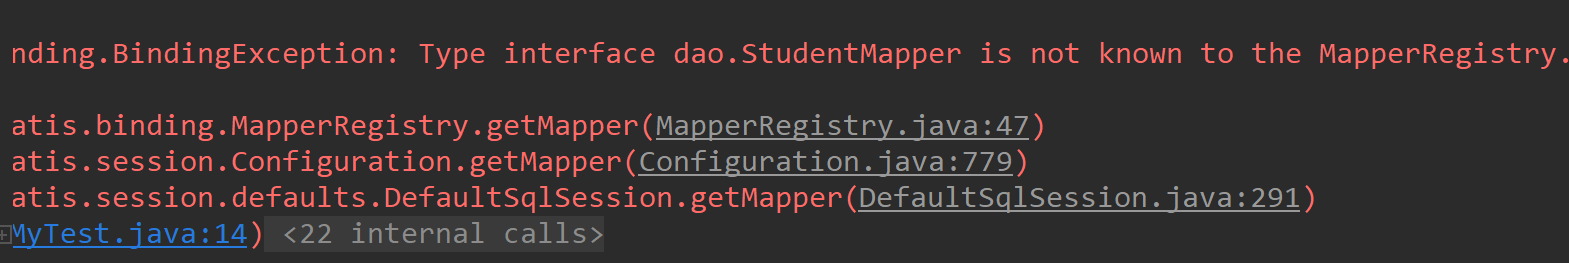 nding.BindingException: Type interface dao.StudentMapper is not known to the MapperRegistry.
atis.binding.MapperRegistry.getMapper(MapperRegistry.java:47)
atis.session.Configuration.getMapper(Configuration.java:779)
atis.session.defaults.DefaultSqlSession.getMapper(DefaultSqlSession.java:291)
MyTest.java:14) <22 internal calls>